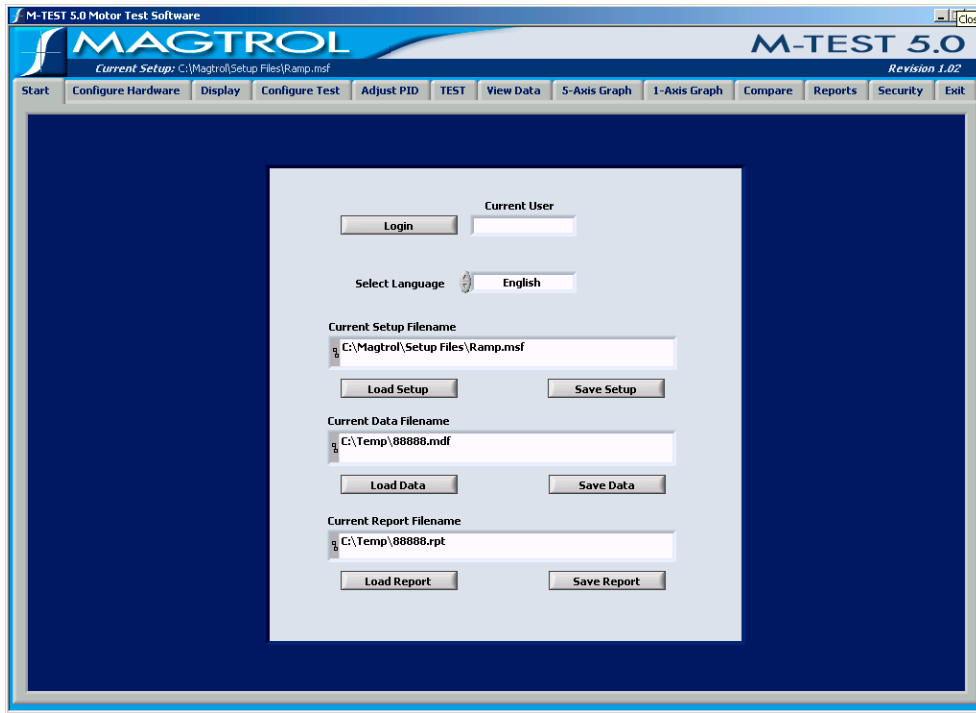 M-TEST 5.0 Motor Test Software
Clos
MAGTROL
M-TEST 5.0
Current Setup: C:\Magtrol\Setup Files\Ramp.msf
Revision 1.02
Start Configure Hardware Display Configure Test Adjust PID TEST View Data 5-Axis Graph 1-Axis Graph Compare Reports Security Exit
Current User
Login
Select Language English
Current Setup Filename
C:\Magtrol\Setup Files\Ramp.msf
Load Setup Save Setup
Current Data Filename
C:\Temp\88888.mdf
Load Data Save Data
Current Report Filename
C:\Temp\88888.rpt
Load Report Save Report